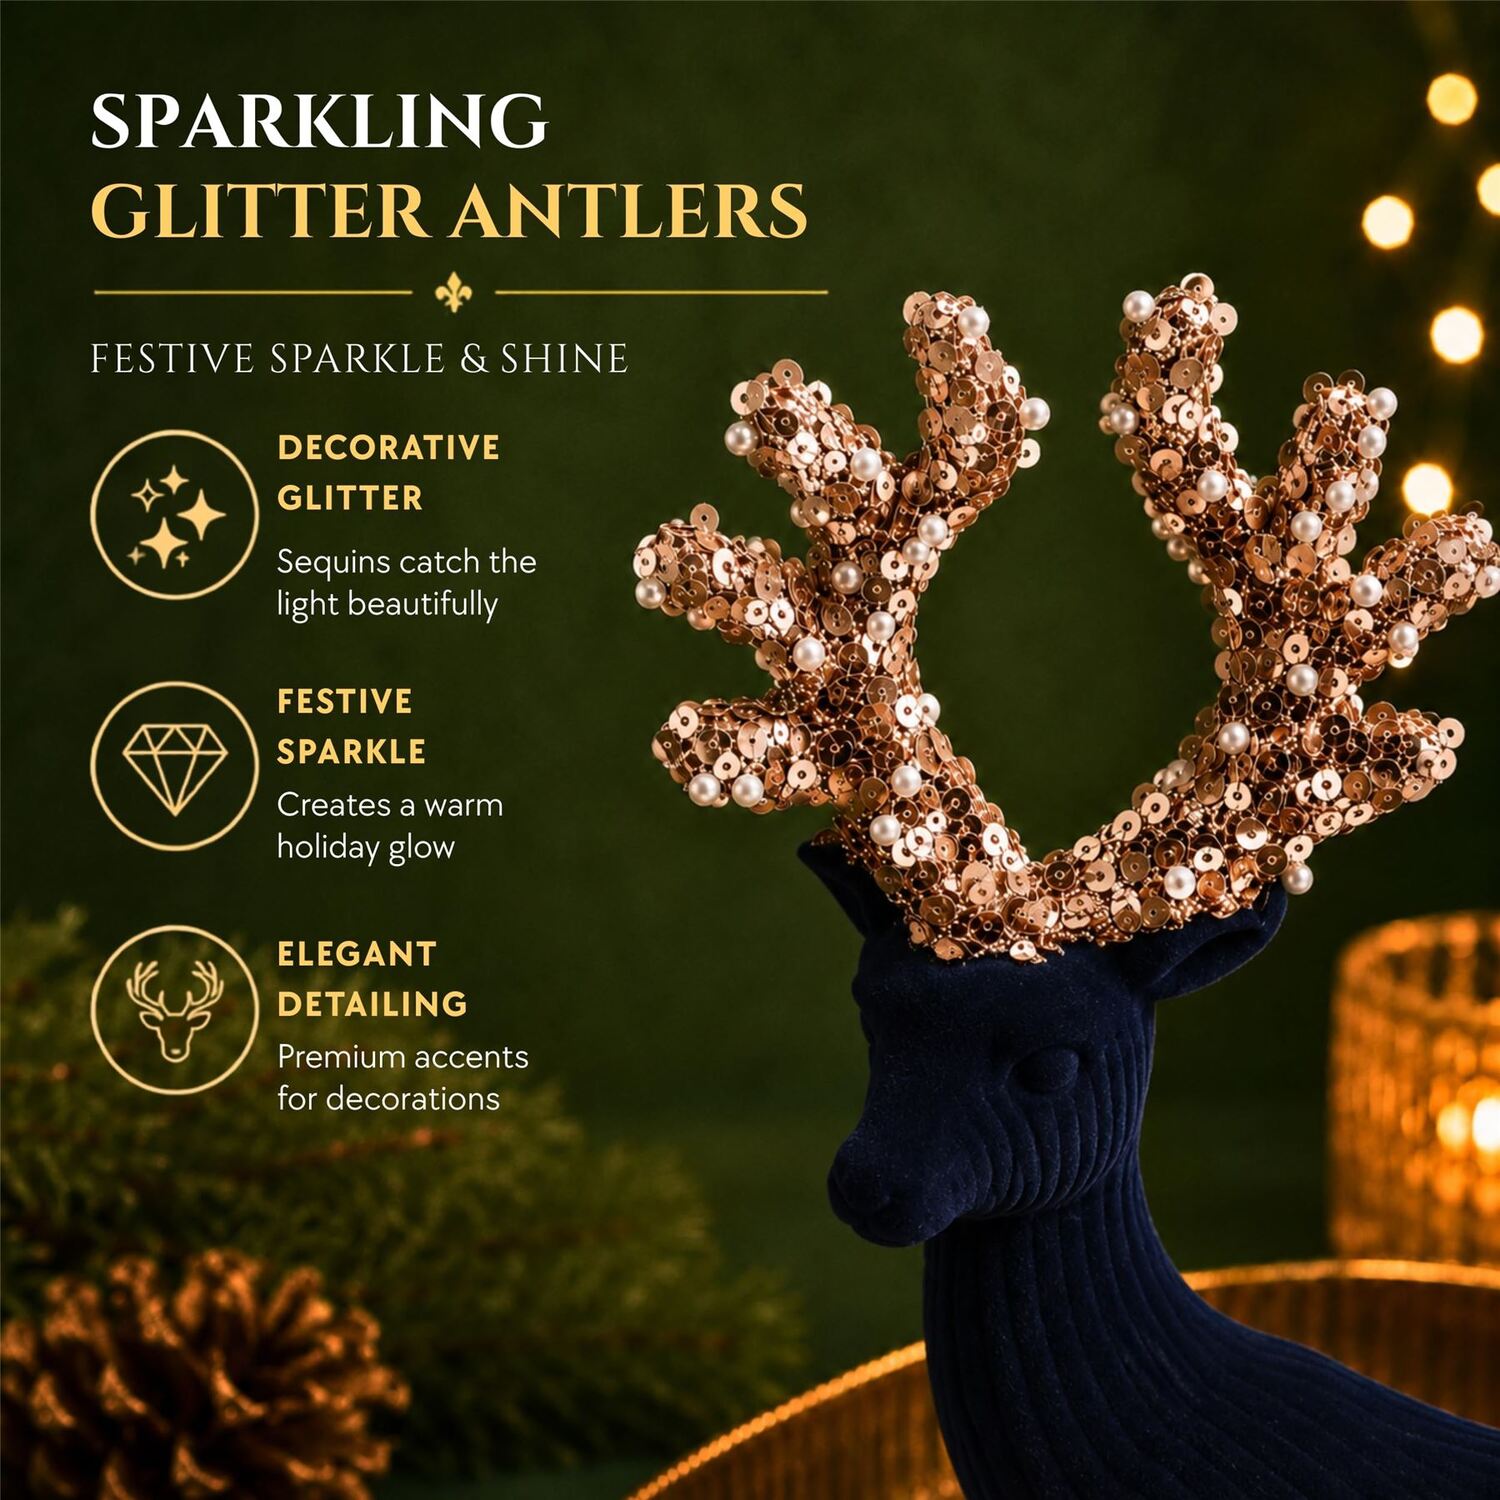 SPARKLING
GLITTER ANTLERS
FESTIVE SPARKLE & SHINE
DECORATIVE
GLITTER
Sequins catch the
light beautifully
FESTIVE
SPARKLE
Creates a warm
holiday glow
ELEGANT
DETAILING
Premium accents
for decorations